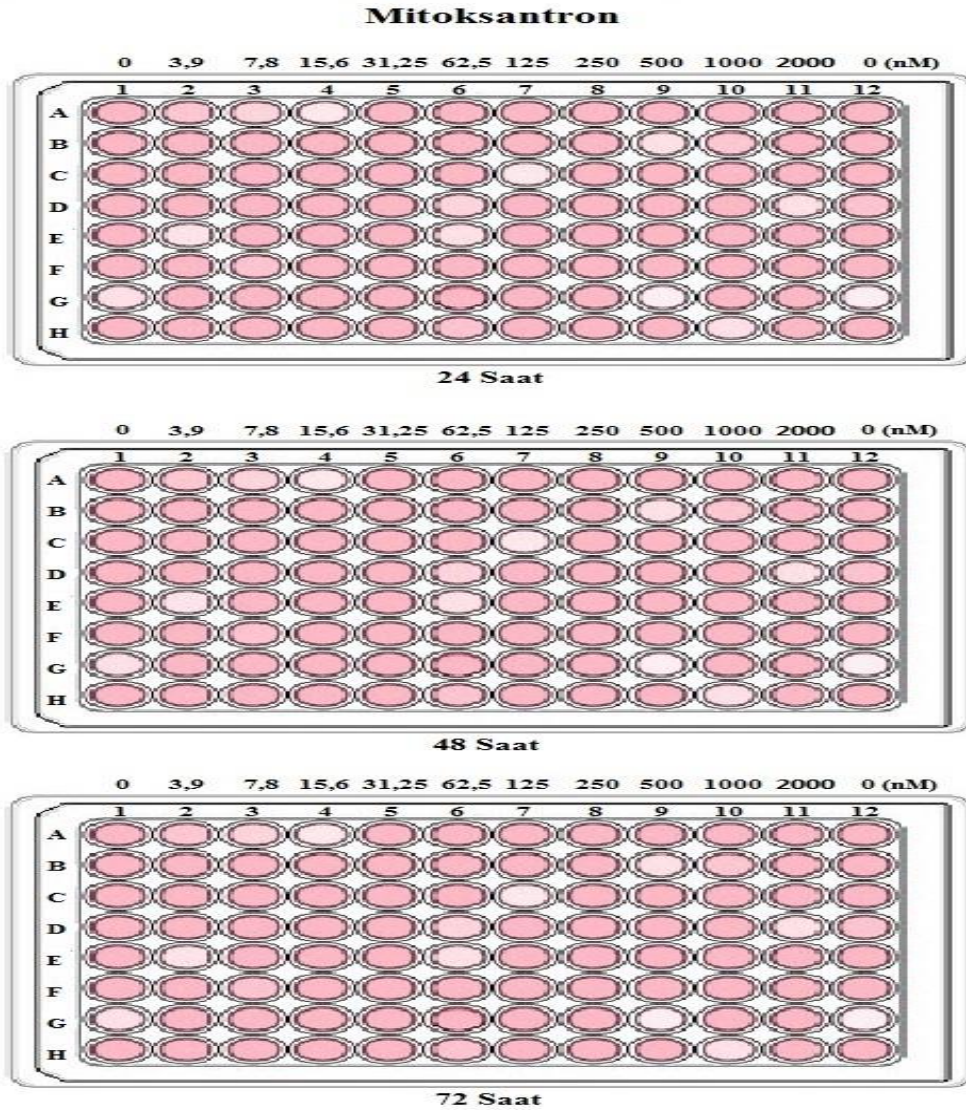 Mitoksantron
0 3,9 7,8 15,6 31,25 62,5 125 250 500 1000 2000 0 (nM)
1 2 3 4 5 6 7 8 9 10 11 12
A
B
C
D
E
F
G
H
24 Saat
0 3,9 7,8 15,6 31,25 62,5 125 250 500 1000 2000 0 (nM)
1 2 3 4 5 6 7 8 9 10 11 12
A
B
C
D
E
F
G
H
48 Saat
0 3,9 7,8 15,6 31,25 62,5 125 250 500 1000 2000 0 (nM)
1 2 3 4 5 6 7 8 9 10 11 12
A
B
C
D
E
F
G
H
72 Saat